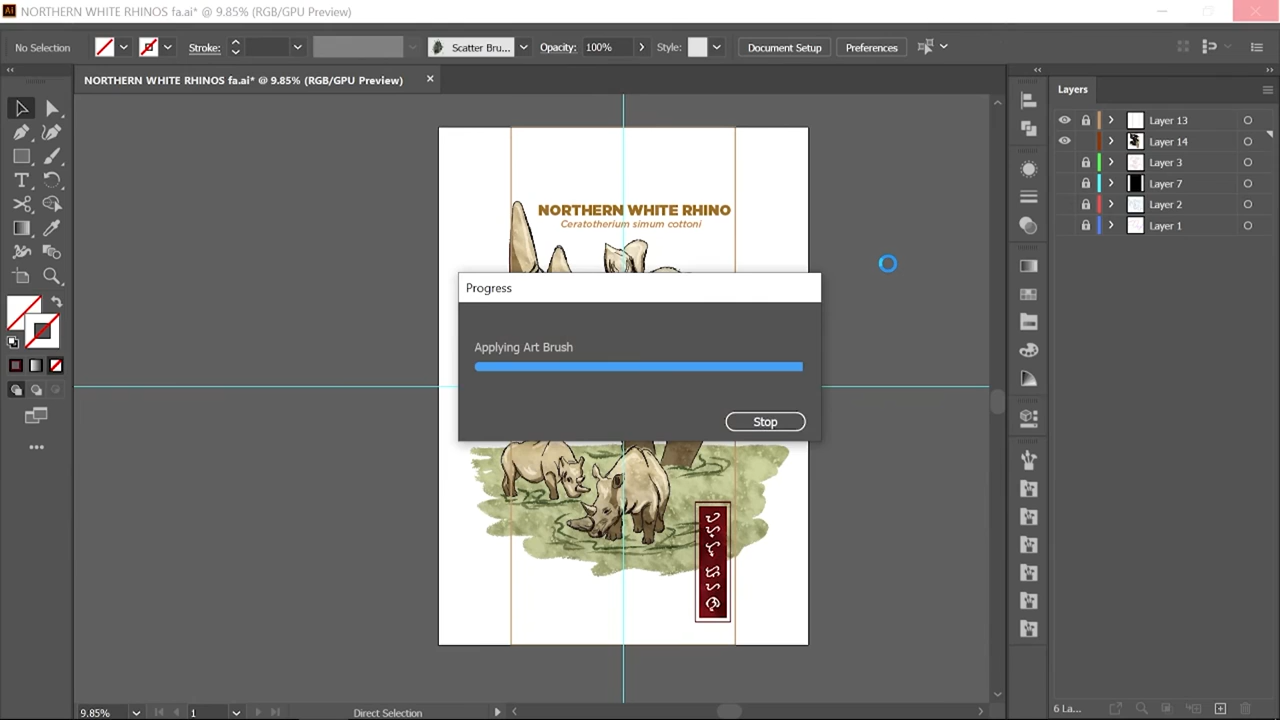 NORTHERN WHITE RHINOS fa.ai* @ 9.85% (RGB/GPU Preview)
No Selection
Stroke:
Scatter Bru...
Opacity: 100%
Style:
Document Setup
Preferences
NORTHERN WHITE RHINOS fa.ai* @ 9.85% (RGB/GPU Preview)
Layers
Layer 13
Layer 14
Layer 3
Layer 7
Layer 2
Layer 1
NORTHERN WHITE RHINO
Ceratotherium simum cottoni
Progress
Applying Art Brush
Stop
9.85%
1
Direct Selection
6 La...